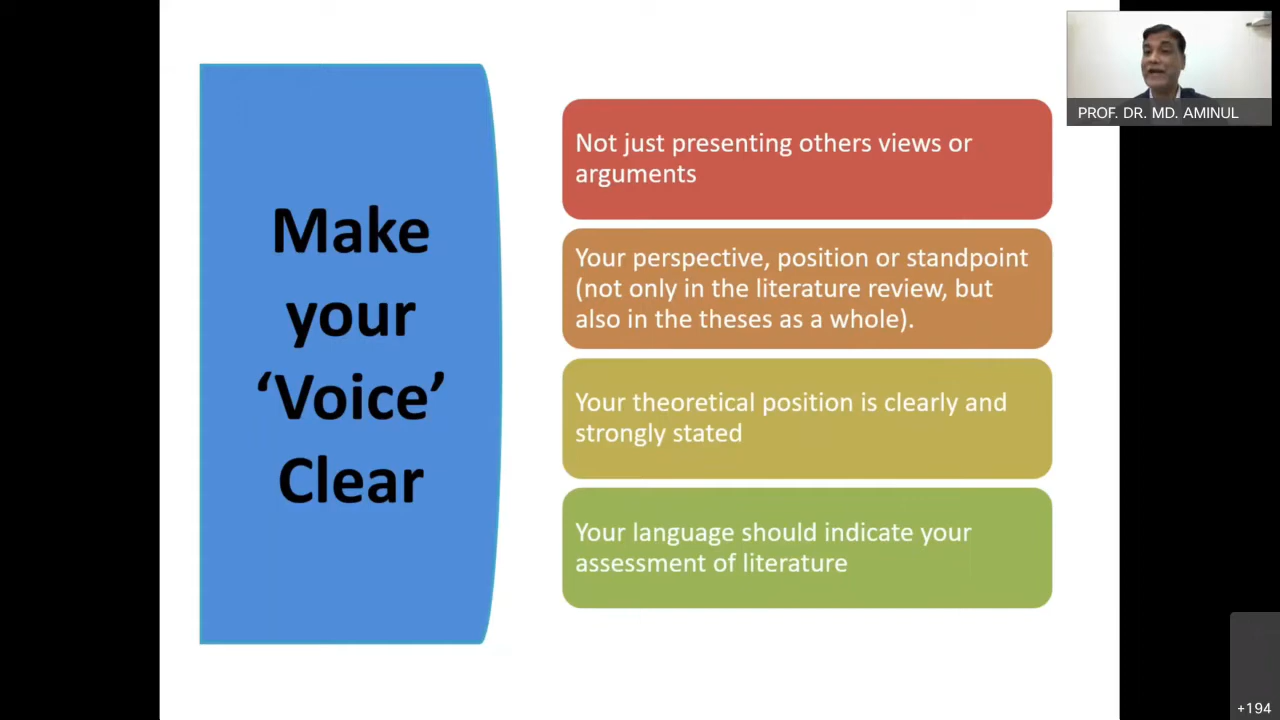 Make
your
‘Voice’
Clear
Not just presenting others views or
arguments
Your perspective, position or standpoint
(not only in the literature review, but
also in the theses as a whole).
Your theoretical position is clearly and
strongly stated
Your language should indicate your
assessment of literature
PROF. DR. MD. AMINUL
+194